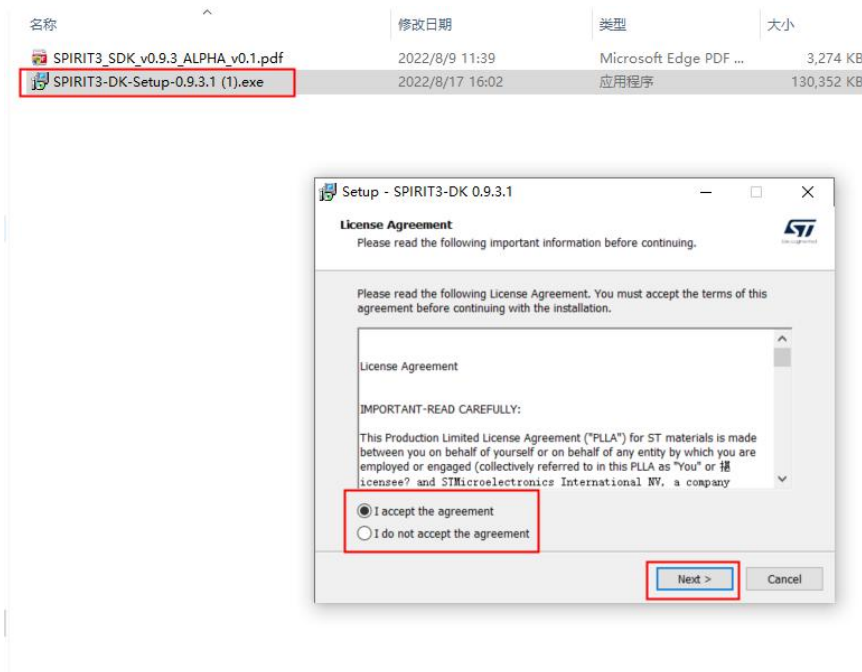 名称 修改日期 类型 大小
SPIRIT3_SDK_v0.9.3_ALPHA_v0.1.pdf 2022/8/9 11:39 Microsoft Edge PDF ... 3,274 KB
SPIRIT3-DK-Setup-0.9.3.1 (1).exe 2022/8/17 16:02 应用程序 130,352 KB
Setup - SPIRIT3-DK 0.9.3.1
License Agreement
Please read the following important information before continuing.
Please read the following License Agreement. You must accept the terms of this
agreement before continuing with the installation.
License Agreement
IMPORTANT-READ CAREFULLY:
This Production Limited License Agreement ("PLLA") for ST materials is made
between you on behalf of yourself or on behalf of any entity by which you are
employed or engaged (collectively referred to in this PLLA as "You" or 揕
icensee? and STMicroelectronics International NV, a company
I accept the agreement
I do not accept the agreement
Next >
Cancel